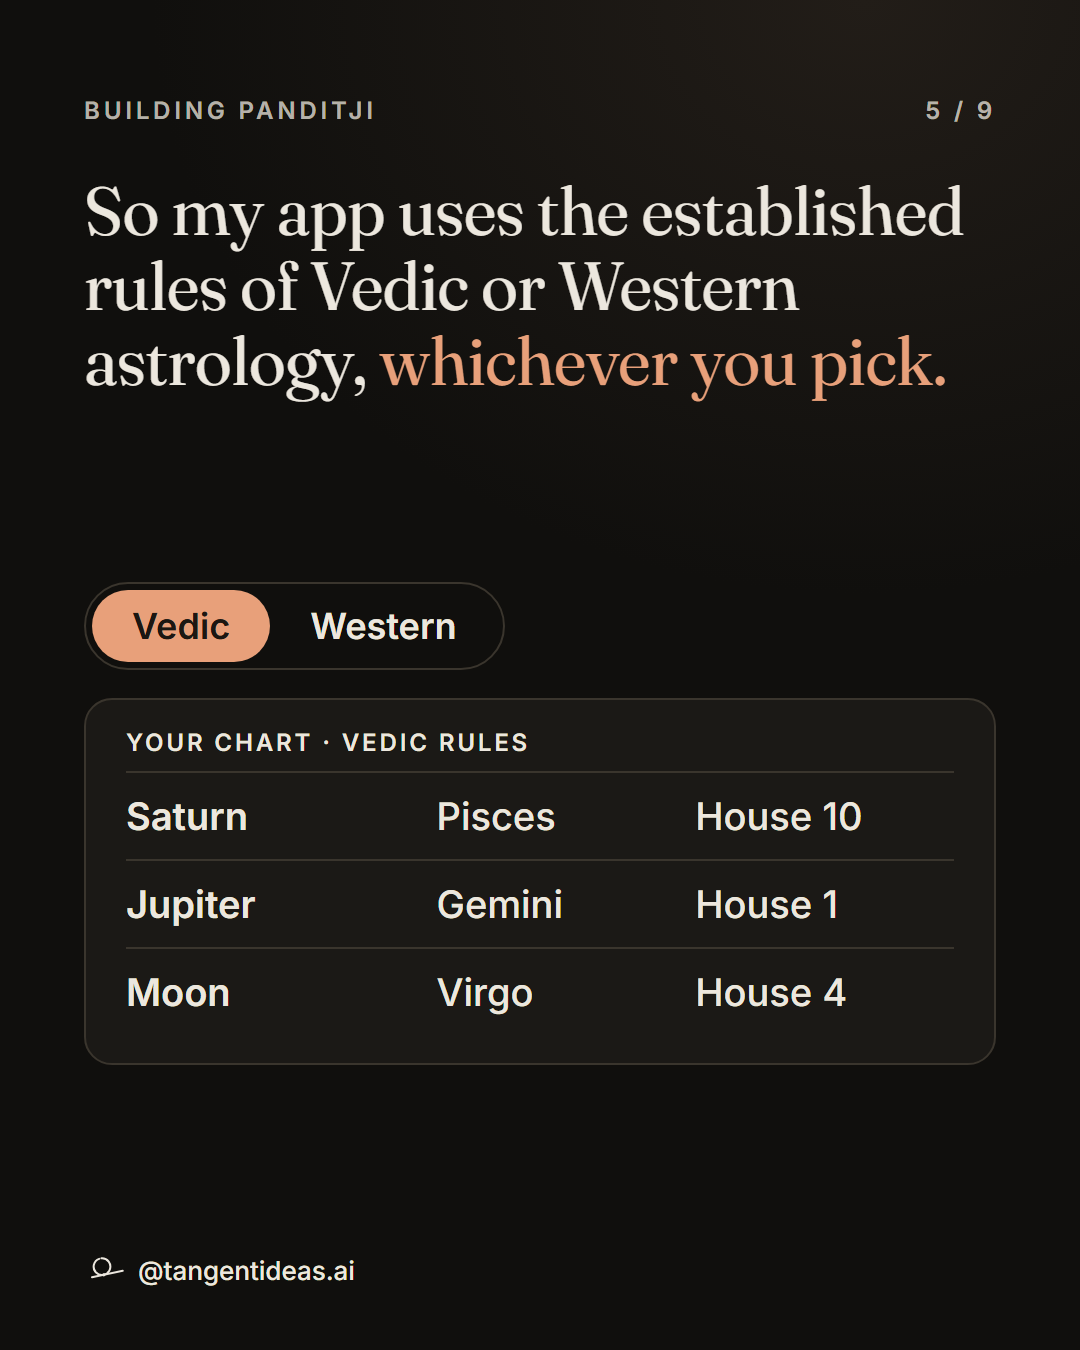 BUILDING PANDITJI
5 / 9
So my app uses the established
rules of Vedic or Western
astrology, whichever you pick.
Vedic
Western
YOUR CHART · VEDIC RULES
Saturn Pisces House 10
Jupiter Gemini House 1
Moon Virgo House 4
@tangentideas.ai